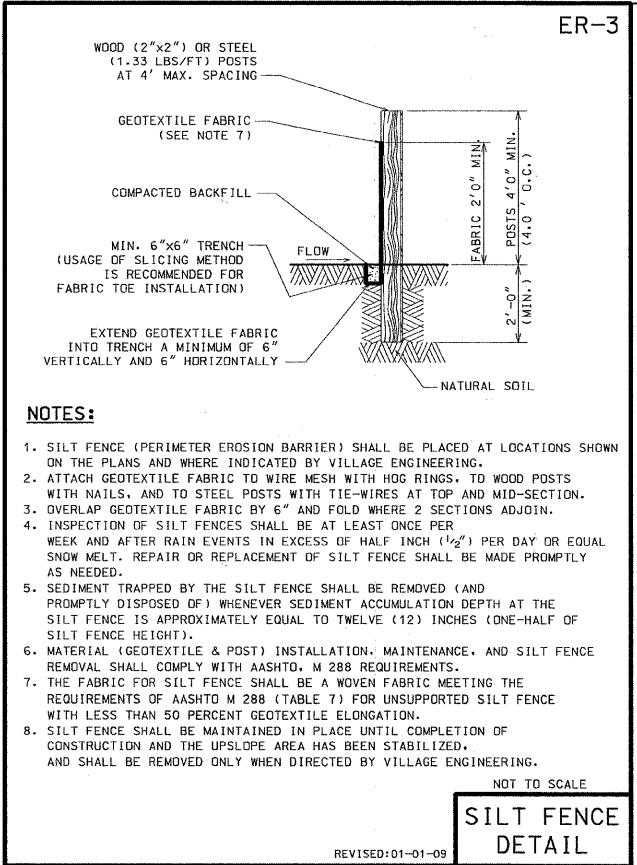 ER-3
WOOD (2"x2") OR STEEL
(1.33 LBS/FT) POSTS
AT 4' MAX. SPACING
GEOTEXTILE FABRIC
(SEE NOTE 7)
COMPACTED BACKFILL
MIN. 6"x6" TRENCH
(USAGE OF SLICING METHOD
IS RECOMMENDED FOR
FABRIC TOE INSTALLATION)
EXTEND GEOTEXTILE FABRIC
INTO TRENCH A MINIMUM OF 6"
VERTICALLY AND 6" HORIZONTALLY
FLOW
FABRIC 2'0" MIN.
POSTS 4'0" MIN.
(4.0' O.C.)
2'-0"
(MIN.)
NATURAL SOIL
NOTES:
1. SILT FENCE (PERIMETER EROSION BARRIER) SHALL BE PLACED AT LOCATIONS SHOWN
ON THE PLANS AND WHERE INDICATED BY VILLAGE ENGINEERING.
2. ATTACH GEOTEXTILE FABRIC TO WIRE MESH WITH HOG RINGS, TO WOOD POSTS
WITH NAILS, AND TO STEEL POSTS WITH TIE-WIRES AT TOP AND MID-SECTION.
3. OVERLAP GEOTEXTILE FABRIC BY 6" AND FOLD WHERE 2 SECTIONS ADJOIN.
4. INSPECTION OF SILT FENCES SHALL BE AT LEAST ONCE PER
WEEK AND AFTER RAIN EVENTS IN EXCESS OF HALF INCH (1/2") PER DAY OR EQUAL
SNOW MELT. REPAIR OR REPLACEMENT OF SILT FENCE SHALL BE MADE PROMPTLY
AS NEEDED.
5. SEDIMENT TRAPPED BY THE SILT FENCE SHALL BE REMOVED (AND
PROMPTLY DISPOSED OF) WHENEVER SEDIMENT ACCUMULATION DEPTH AT THE
SILT FENCE IS APPROXIMATELY EQUAL TO TWELVE (12) INCHES (ONE-HALF OF
SILT FENCE HEIGHT).
6. MATERIAL (GEOTEXTILE & POST) INSTALLATION, MAINTENANCE, AND SILT FENCE
REMOVAL SHALL COMPLY WITH AASHTO, M 288 REQUIREMENTS.
7. THE FABRIC FOR SILT FENCE SHALL BE A WOVEN FABRIC MEETING THE
REQUIREMENTS OF AASHTO M 288 (TABLE 7) FOR UNSUPPORTED SILT FENCE
WITH LESS THAN 50 PERCENT GEOTEXTILE ELONGATION.
8. SILT FENCE SHALL BE MAINTAINED IN PLACE UNTIL COMPLETION OF
CONSTRUCTION AND THE UPSLOPE AREA HAS BEEN STABILIZED,
AND SHALL BE REMOVED ONLY WHEN DIRECTED BY VILLAGE ENGINEERING.
NOT TO SCALE
SILT FENCE
DETAIL
REVISED:01-01-09